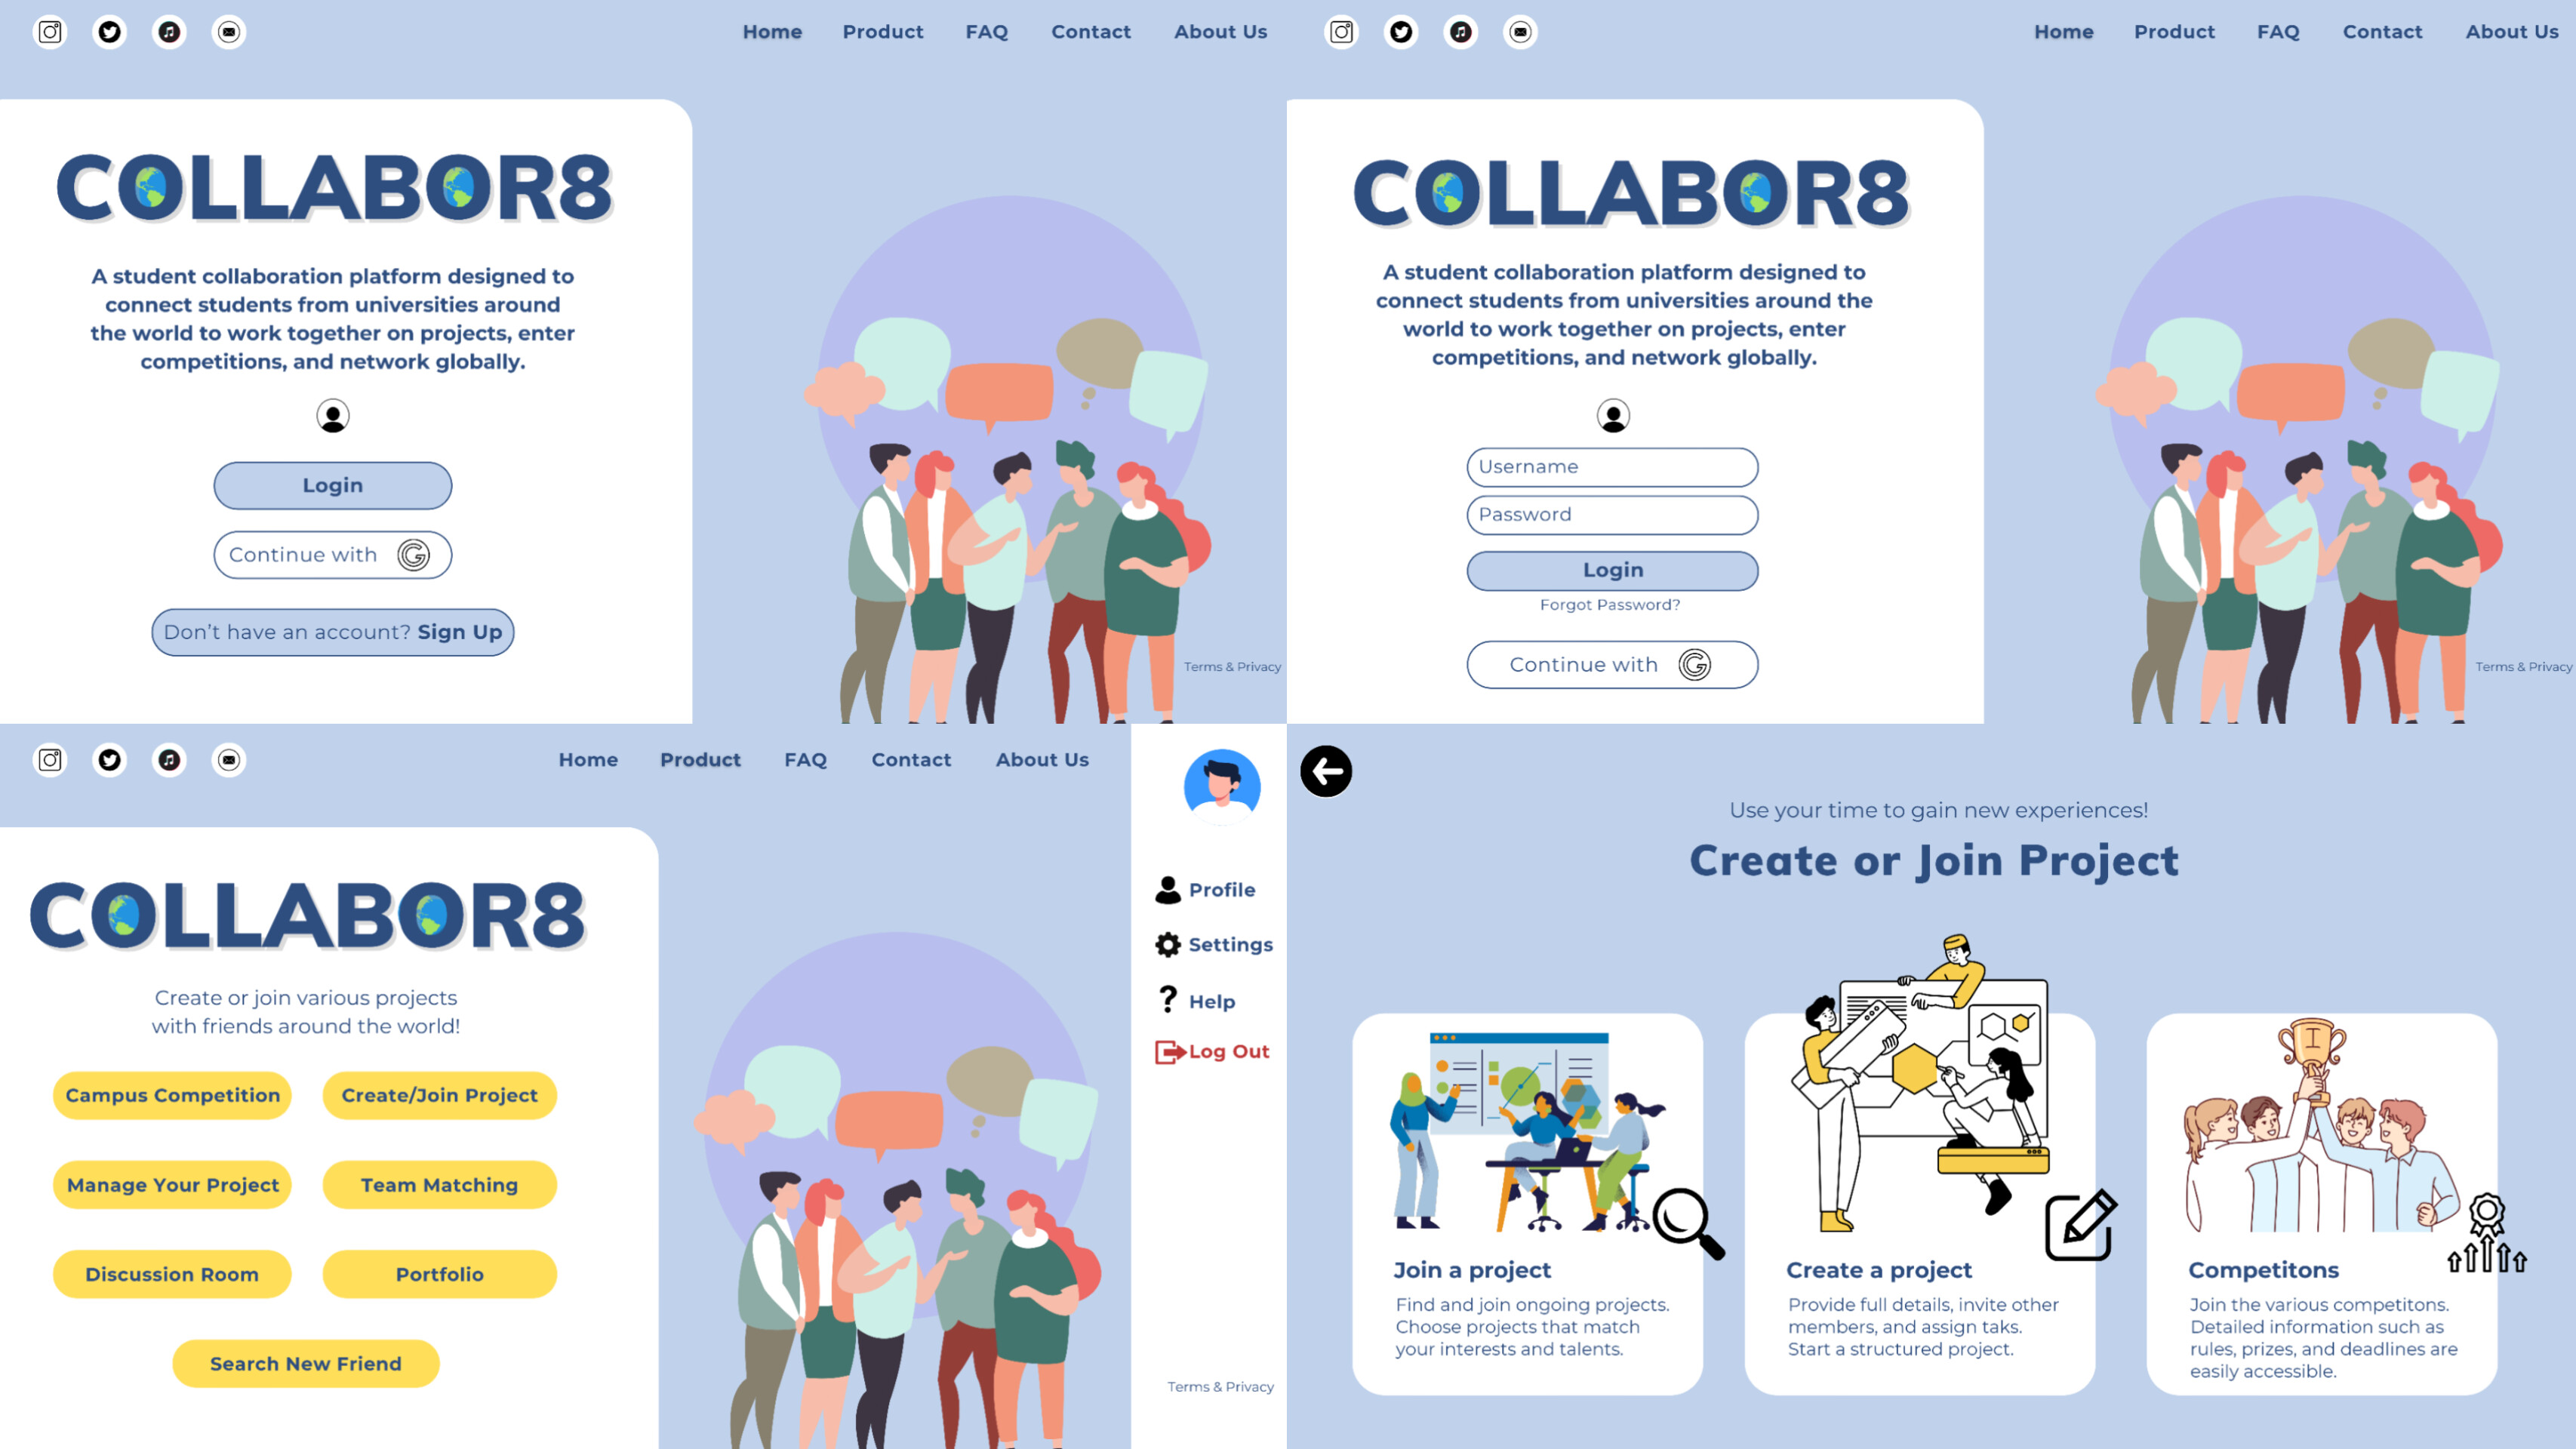 Home Product FAQ Contact About Us
COLLABOR8
A student collaboration platform designed to
connect students from universities around
the world to work together on projects, enter
competitions, and network globally.
Login
Continue with G
Don't have an account? Sign Up
Terms & Privacy
Home Product FAQ Contact About Us
COLLABOR8
A student collaboration platform designed to
connect students from universities around the
world to work together on projects, enter
competitions, and network globally.
Username
Password
Login
Forgot Password?
Continue with G
Terms & Privacy
Home Product FAQ Contact About Us
COLLABOR8
Create or join various projects
with friends around the world!
Campus Competition Create/Join Project
Manage Your Project Team Matching
Discussion Room Portfolio
Search New Friend
Profile
Settings
? Help
Log Out
Terms & Privacy
Use your time to gain new experiences!
Create or Join Project
Join a project
Find and join ongoing projects.
Choose projects that match
your interests and talents.
Create a project
Provide full details, invite other
members, and assign taks.
Start a structured project.
I
Competitons
Join the various competitons.
Detailed information such as
rules, prizes, and deadlines are
easily accessible.